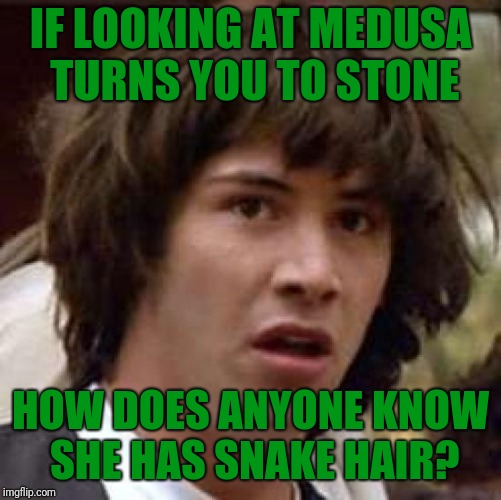 IF LOOKING AT MEDUSA
TURNS YOU TO STONE
HOW DOES ANYONE KNOW
SHE HAS SNAKE HAIR?
imgflip.com